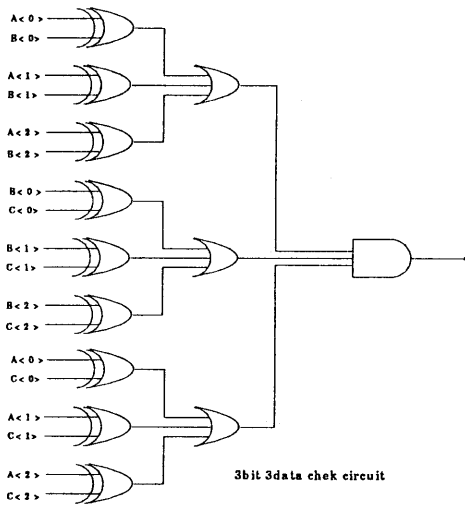 A<0>
B<0>
A<1>
B<1>
A<2>
B<2>
B<0>
C<0>
B<1>
C<1>
B<2>
C<2>
A<0>
C<0>
A<1>
C<1>
A<2>
C<2>
3bit 3data chek circuit